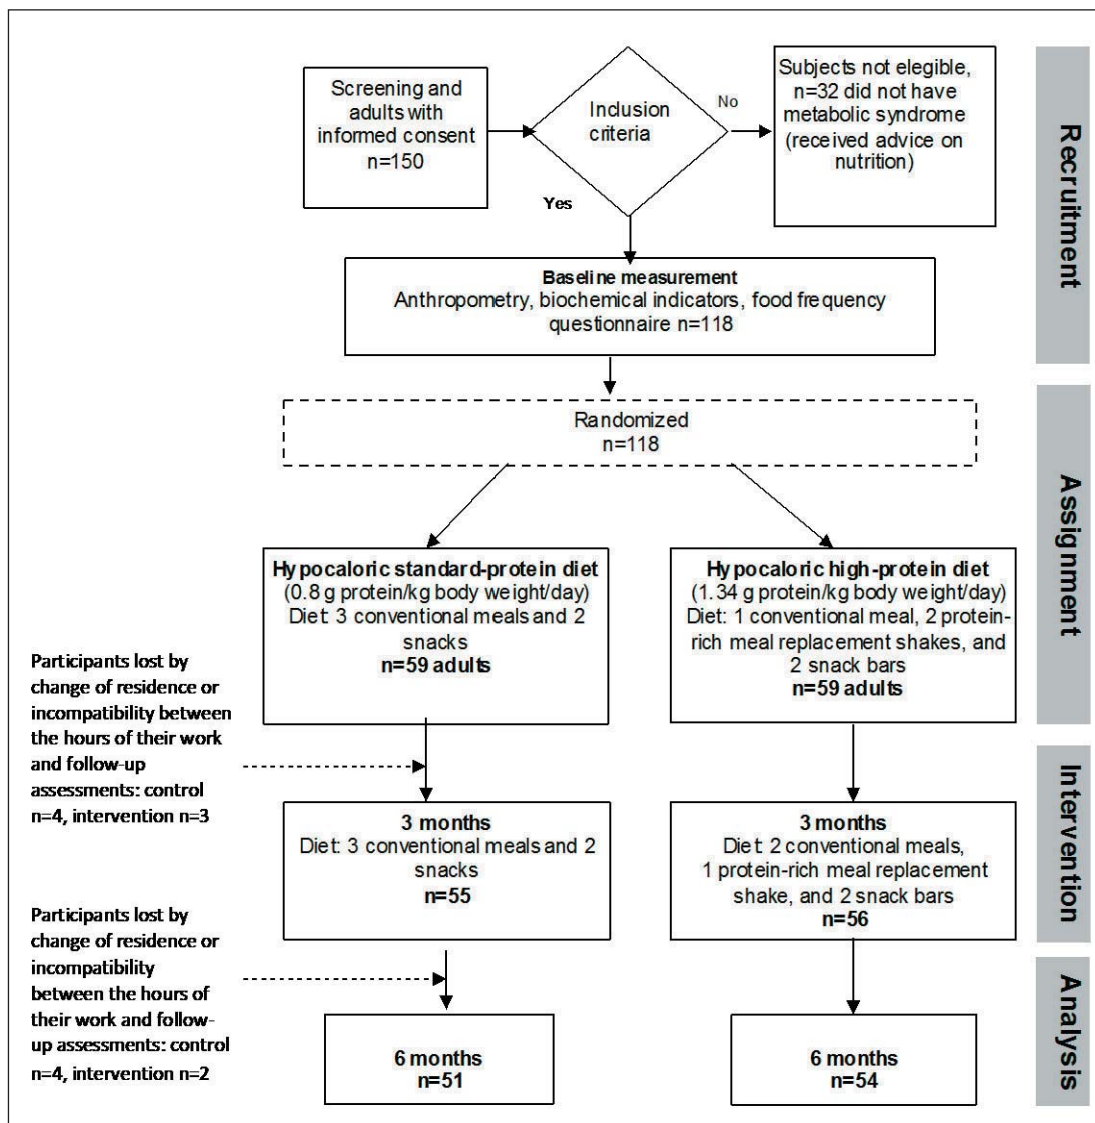 Screening and
adults with
informed consent
n=150
Inclusion
criteria
No
Yes
Subjects not elegible,
n=32 did not have
metabolic syndrome
(received advice on
nutrition)
Recruitment
Baseline measurement
Anthropometry, biochemical indicators, food frequency
questionnaire n=118
Randomized
n=118
Assignment
Hypocaloric standard-protein diet
(0.8 g protein/kg body weight/day)
Diet: 3 conventional meals and 2
snacks
n=59 adults
Hypocaloric high-protein diet
(1.34 g protein/kg body weight/day)
Diet: 1 conventional meal, 2 protein-
rich meal replacement shakes, and
2 snack bars
n=59 adults
Participants lost by
change of residence or
incompatibility between
the hours of their work
and follow-up
assessments: control
n=4, intervention n=3
3 months
Diet: 3 conventional meals and 2
snacks
n=55
3 months
Diet: 2 conventional meals,
1 protein-rich meal replacement
shake, and 2 snack bars
n=56
Intervention
Participants lost by
change of residence or
incompatibility
between the hours of
their work and follow-
up assessments: control
n=4, intervention n=2
6 months
n=51
6 months
n=54
Analysis